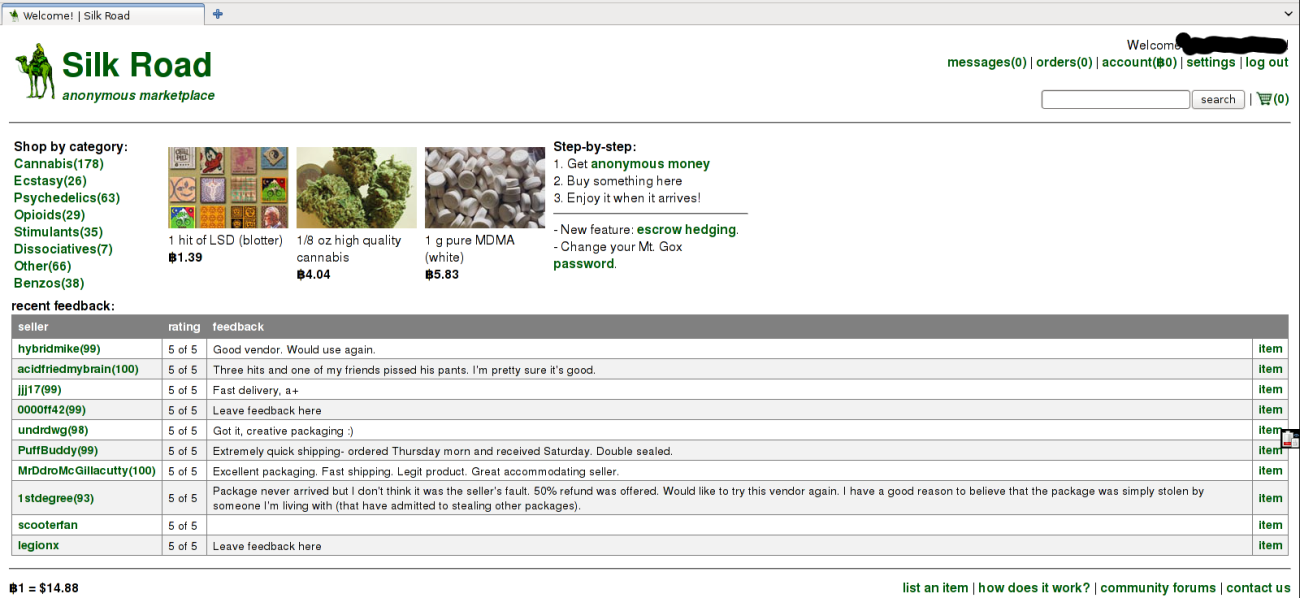 Welcome! | Silk Road
Silk Road
anonymous marketplace
Welcome
messages(0) | orders(0) | account(฿0) | settings | log out
search | (0)
Shop by category:
Cannabis(178)
Ecstasy(26)
Psychedelics(63)
Opioids(29)
Stimulants(35)
Dissociatives(7)
Other(66)
Benzos(38)
1 hit of LSD (blotter)
฿1.39
1/8 oz high quality
cannabis
฿4.04
1 g pure MDMA
(white)
฿5.83
Step-by-step:
1. Get anonymous money
2. Buy something here
3. Enjoy it when it arrives!
- New feature: escrow hedging.
- Change your Mt. Gox
password.
recent feedback:
seller rating feedback
hybridmike(99) 5 of 5 Good vendor. Would use again. item
acidfriedmybrain(100) 5 of 5 Three hits and one of my friends pissed his pants. I'm pretty sure it's good. item
jjj17(99) 5 of 5 Fast delivery, a+ item
0000ff42(99) 5 of 5 Leave feedback here item
undrdwg(98) 5 of 5 Got it, creative packaging :) item
PuffBuddy(99) 5 of 5 Extremely quick shipping- ordered Thursday morn and received Saturday. Double sealed. item
MrDdroMcGillacutty(100) 5 of 5 Excellent packaging. Fast shipping. Legit product. Great accommodating seller. item
1stdegree(93) 5 of 5 Package never arrived but I don't think it was the seller's fault. 50% refund was offered. Would like to try this vendor again. I have a good reason to believe that the package was simply stolen by
someone I'm living with (that have admitted to stealing other packages). item
scooterfan 5 of 5 item
legionx 5 of 5 Leave feedback here item
฿1 = $14.88
list an item | how does it work? | community forums | contact us